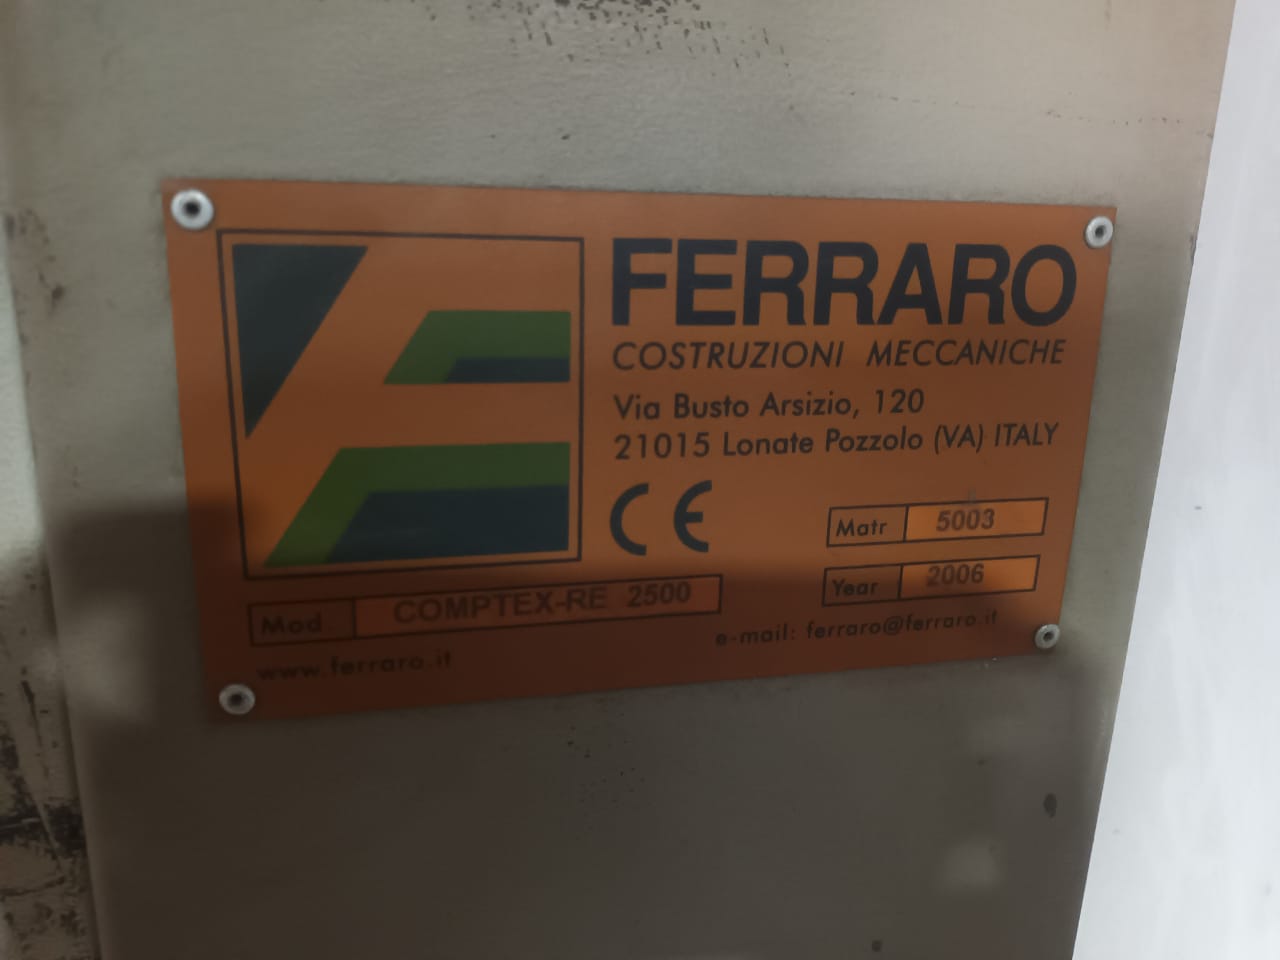 FERRARO
COSTRUZIONI MECCANICHE
Via Busto Arsizio, 120
21015 Lonate Pozzolo (VA) ITALY
CE
Matr 5003
Year 2006
Mod. COMPTEX-RE 2500
e-mail: ferraro@ferraro.it
www.ferraro.it